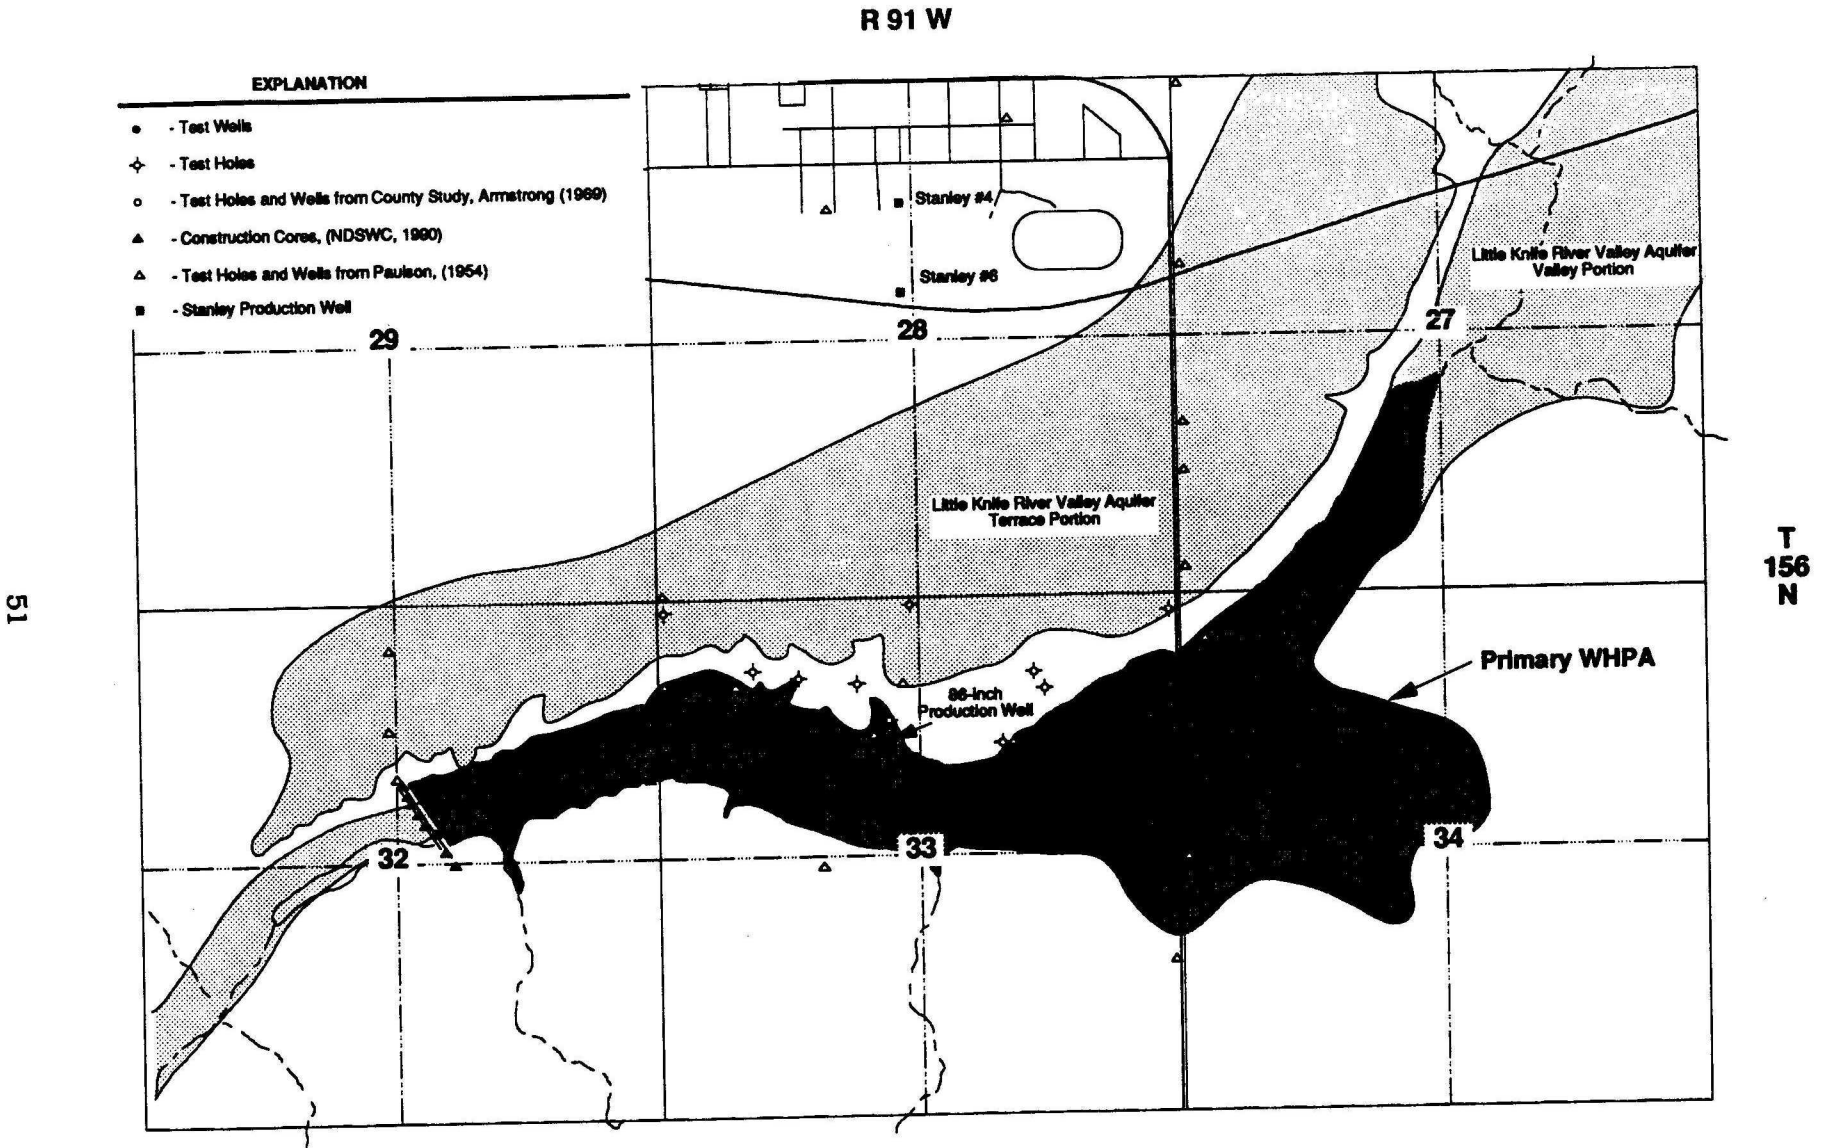 R 91 W
EXPLANATION
- Test Wells
- Test Holes
- Test Holes and Wells from County Study, Armstrong (1969)
- Construction Cores, (NDSWC, 1990)
- Test Holes and Wells from Paulson, (1954)
- Stanley Production Well
Stanley #4
Stanley #6
Little Knife River Valley Aquifer
Valley Portion
29
28
27
Little Knife River Valley Aquifer
Terrace Portion
T
156
N
51
Primary WHPA
86-inch
Production Well
32
33
34